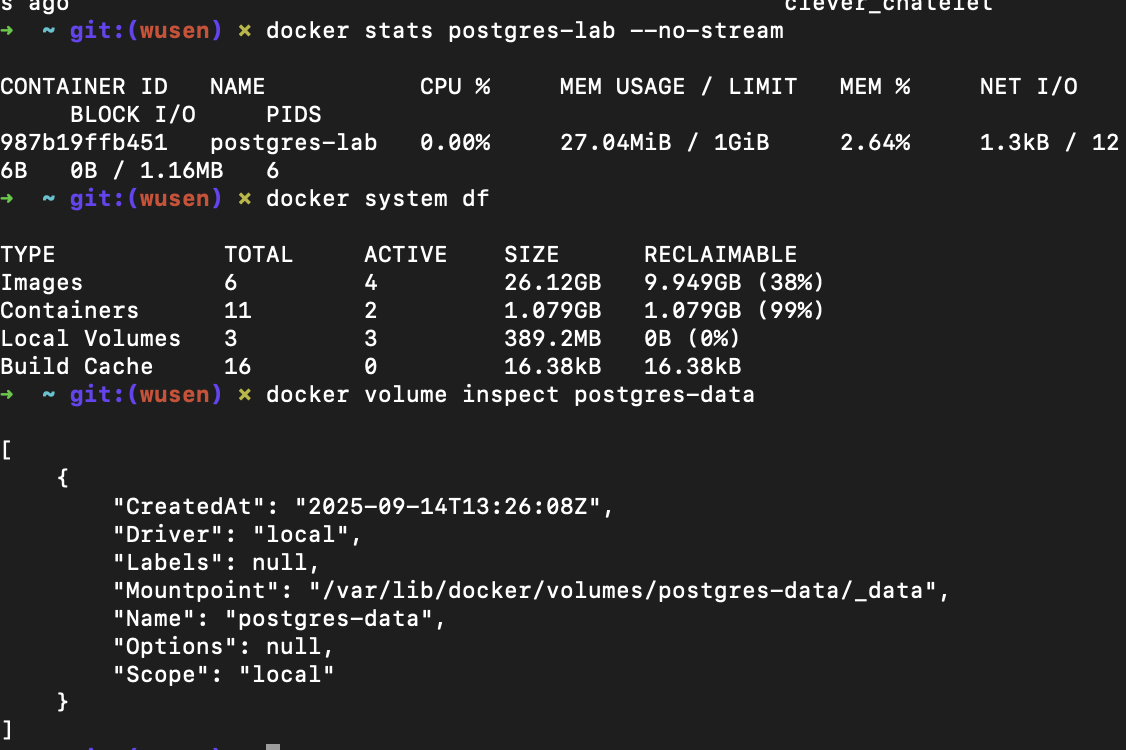 s ago clever_chatelet
→ ~ git:(wusen) × docker stats postgres-lab --no-stream
CONTAINER ID NAME CPU % MEM USAGE / LIMIT MEM % NET I/O
BLOCK I/O PIDS
987b19ffb451 postgres-lab 0.00% 27.04MiB / 1GiB 2.64% 1.3kB / 12
6B 0B / 1.16MB 6
→ ~ git:(wusen) × docker system df
TYPE TOTAL ACTIVE SIZE RECLAIMABLE
Images 6 4 26.12GB 9.949GB (38%)
Containers 11 2 1.079GB 1.079GB (99%)
Local Volumes 3 3 389.2MB 0B (0%)
Build Cache 16 0 16.38kB 16.38kB
→ ~ git:(wusen) × docker volume inspect postgres-data
[
{
"CreatedAt": "2025-09-14T13:26:08Z",
"Driver": "local",
"Labels": null,
"Mountpoint": "/var/lib/docker/volumes/postgres-data/_data",
"Name": "postgres-data",
"Options": null,
"Scope": "local"
}
]